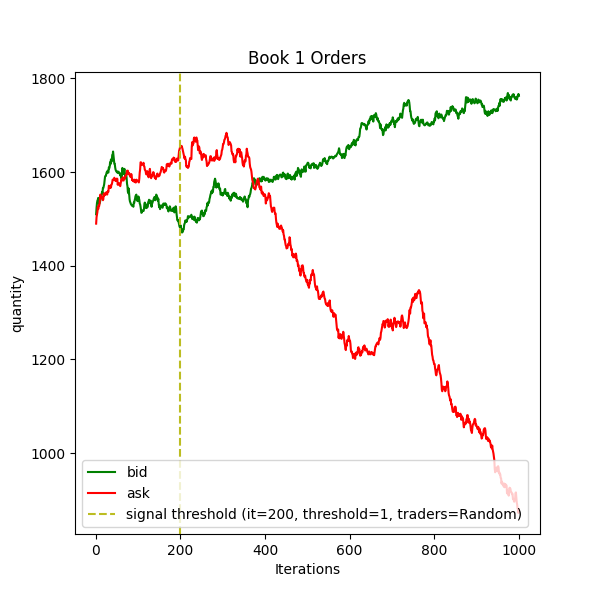 Book 1 Orders
1800
1600
1400
1200
1000
quantity
bid
ask
signal threshold (it=200, threshold=1, traders=Random)
0 200 400 600 800 1000
Iterations